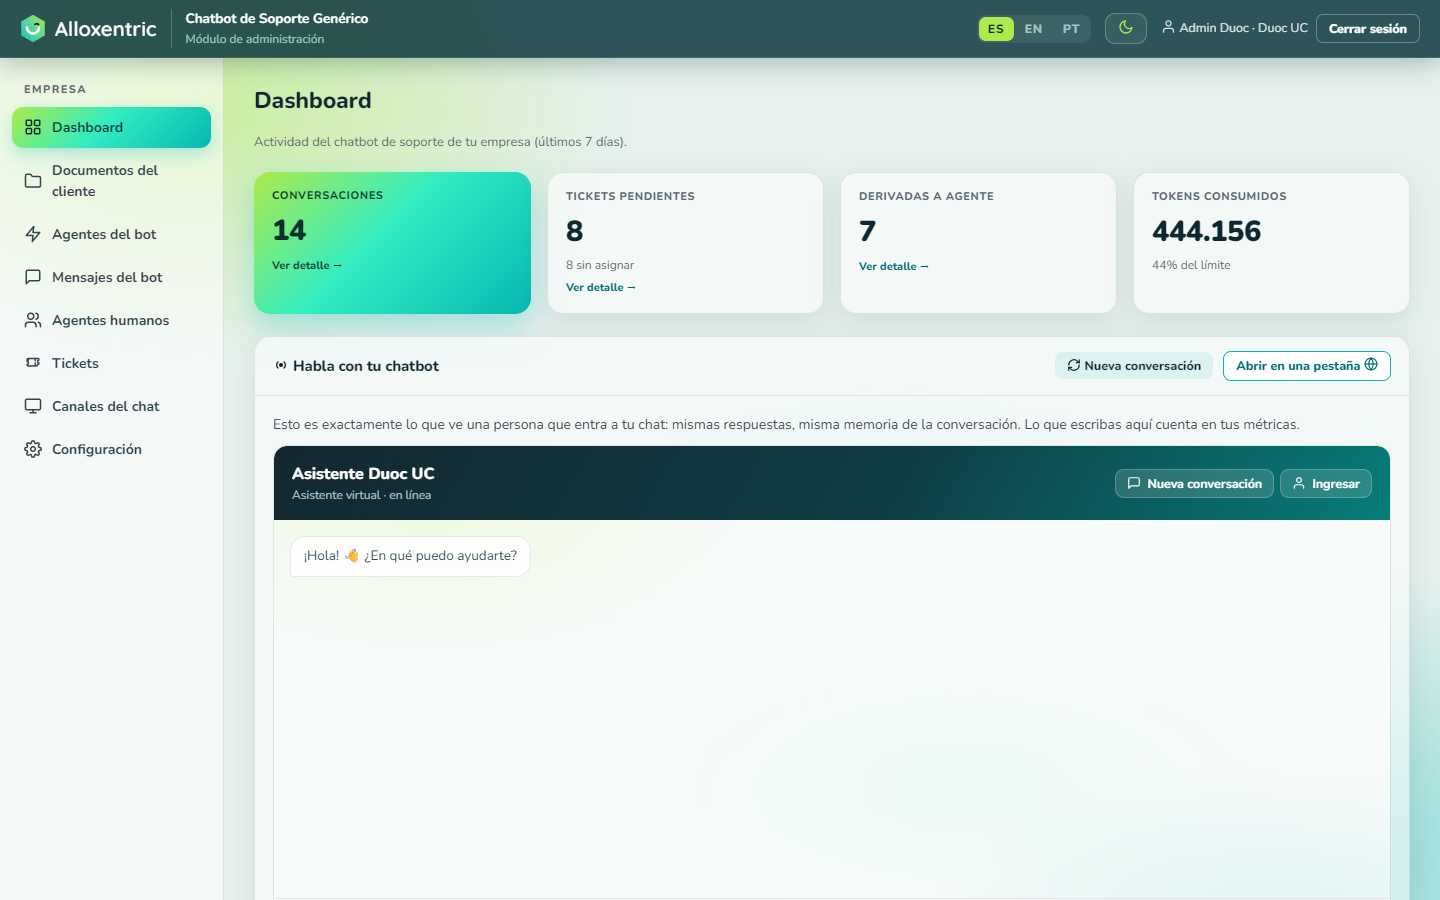 Alloxentric
Chatbot de Soporte Genérico
Módulo de administración
ES EN PT
Admin Duoc · Duoc UC
Cerrar sesión
EMPRESA
Dashboard
Documentos del
cliente
Agentes del bot
Mensajes del bot
Agentes humanos
Tickets
Canales del chat
Configuración
Dashboard
Actividad del chatbot de soporte de tu empresa (últimos 7 días).
CONVERSACIONES
14
Ver detalle →
TICKETS PENDIENTES
8
8 sin asignar
Ver detalle →
DERIVADAS A AGENTE
7
Ver detalle →
TOKENS CONSUMIDOS
444.156
44% del límite
Habla con tu chatbot
Nueva conversación
Abrir en una pestaña
Esto es exactamente lo que ve una persona que entra a tu chat: mismas respuestas, misma memoria de la conversación. Lo que escribas aquí cuenta en tus métricas.
Asistente Duoc UC
Asistente virtual · en línea
Nueva conversación
Ingresar
¡Hola! 👋 ¿En qué puedo ayudarte?